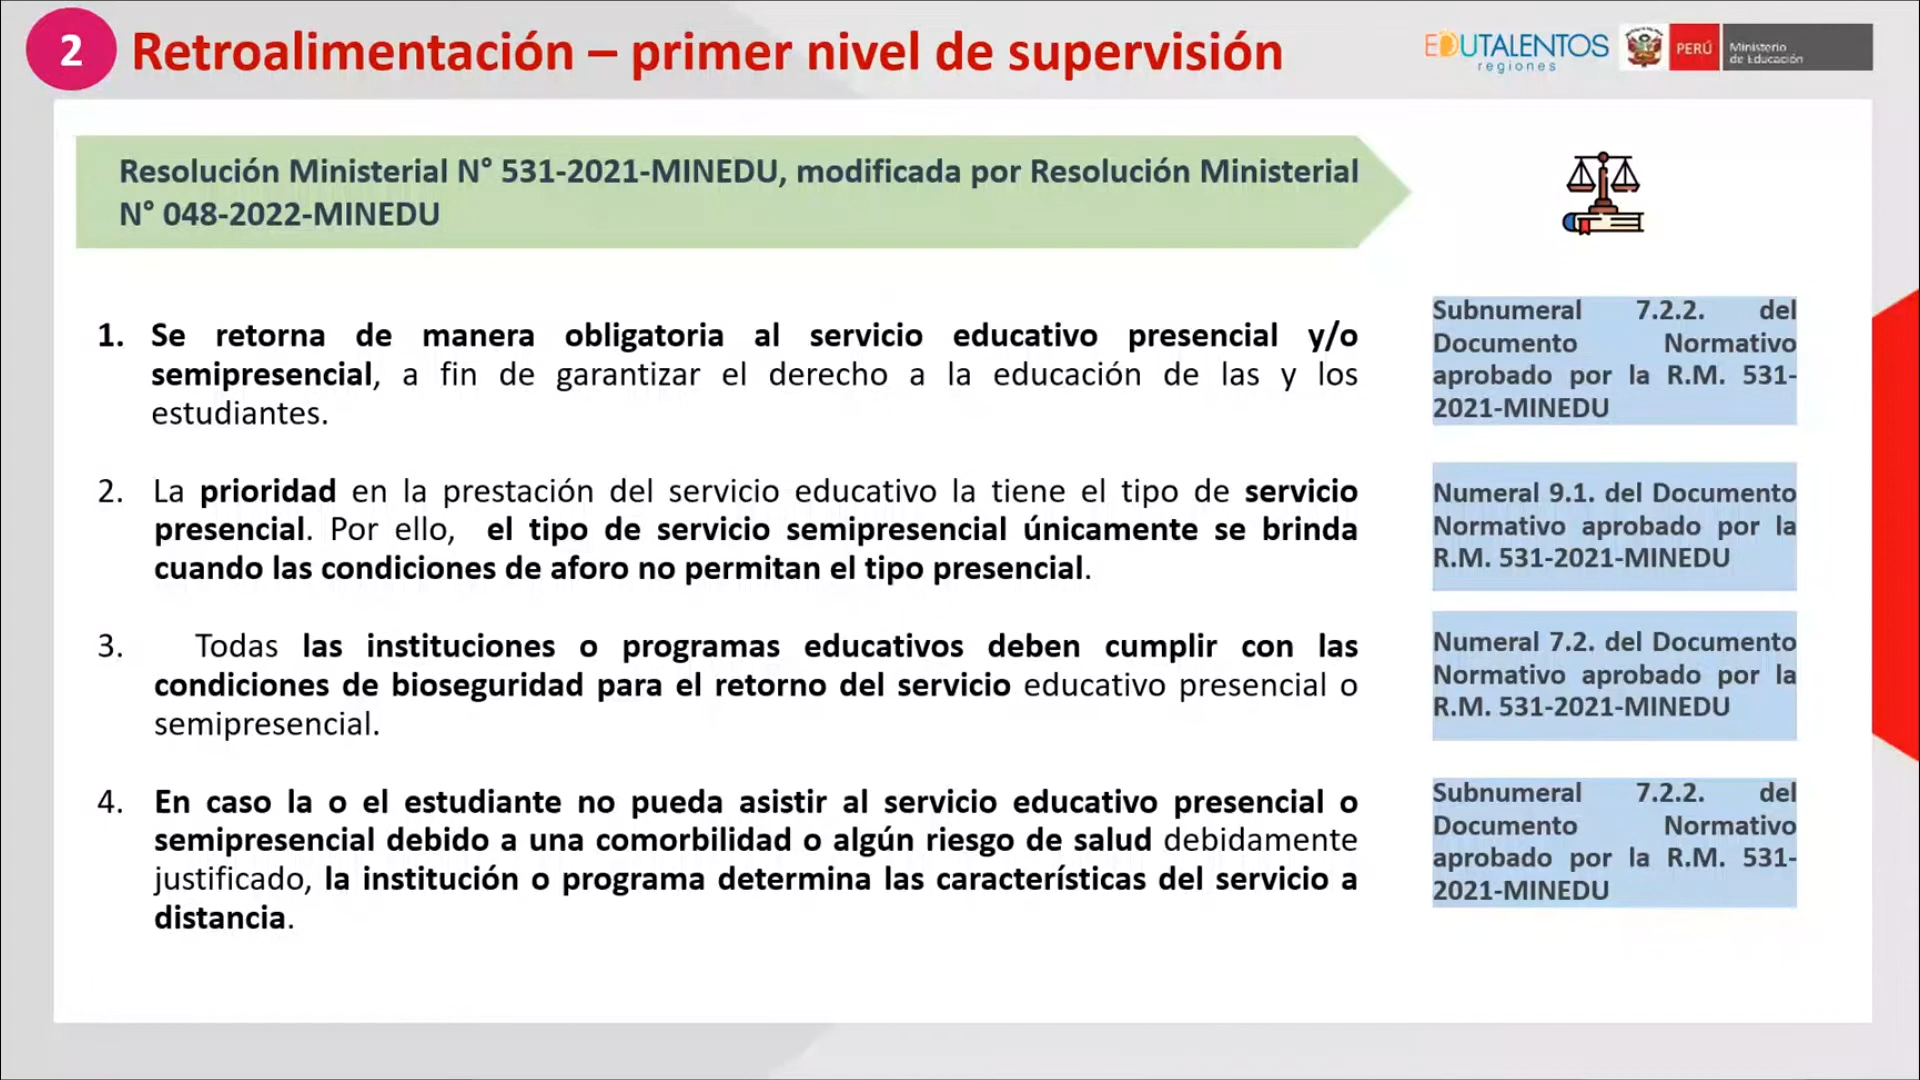 2
Retroalimentación – primer nivel de supervisión
EDUTALENTOS
regiones
PERÚ
Ministerio
de Educación
Resolución Ministerial N° 531-2021-MINEDU, modificada por Resolución Ministerial
N° 048-2022-MINEDU
1. Se retorna de manera obligatoria al servicio educativo presencial y/o
semipresencial, a fin de garantizar el derecho a la educación de las y los
estudiantes.
Subnumeral 7.2.2. del
Documento Normativo
aprobado por la R.M. 531-
2021-MINEDU
2. La prioridad en la prestación del servicio educativo la tiene el tipo de servicio
presencial. Por ello, el tipo de servicio semipresencial únicamente se brinda
cuando las condiciones de aforo no permitan el tipo presencial.
Numeral 9.1. del Documento
Normativo aprobado por la
R.M. 531-2021-MINEDU
3. Todas las instituciones o programas educativos deben cumplir con las
condiciones de bioseguridad para el retorno del servicio educativo presencial o
semipresencial.
Numeral 7.2. del Documento
Normativo aprobado por la
R.M. 531-2021-MINEDU
4. En caso la o el estudiante no pueda asistir al servicio educativo presencial o
semipresencial debido a una comorbilidad o algún riesgo de salud debidamente
justificado, la institución o programa determina las características del servicio a
distancia.
Subnumeral 7.2.2. del
Documento Normativo
aprobado por la R.M. 531-
2021-MINEDU